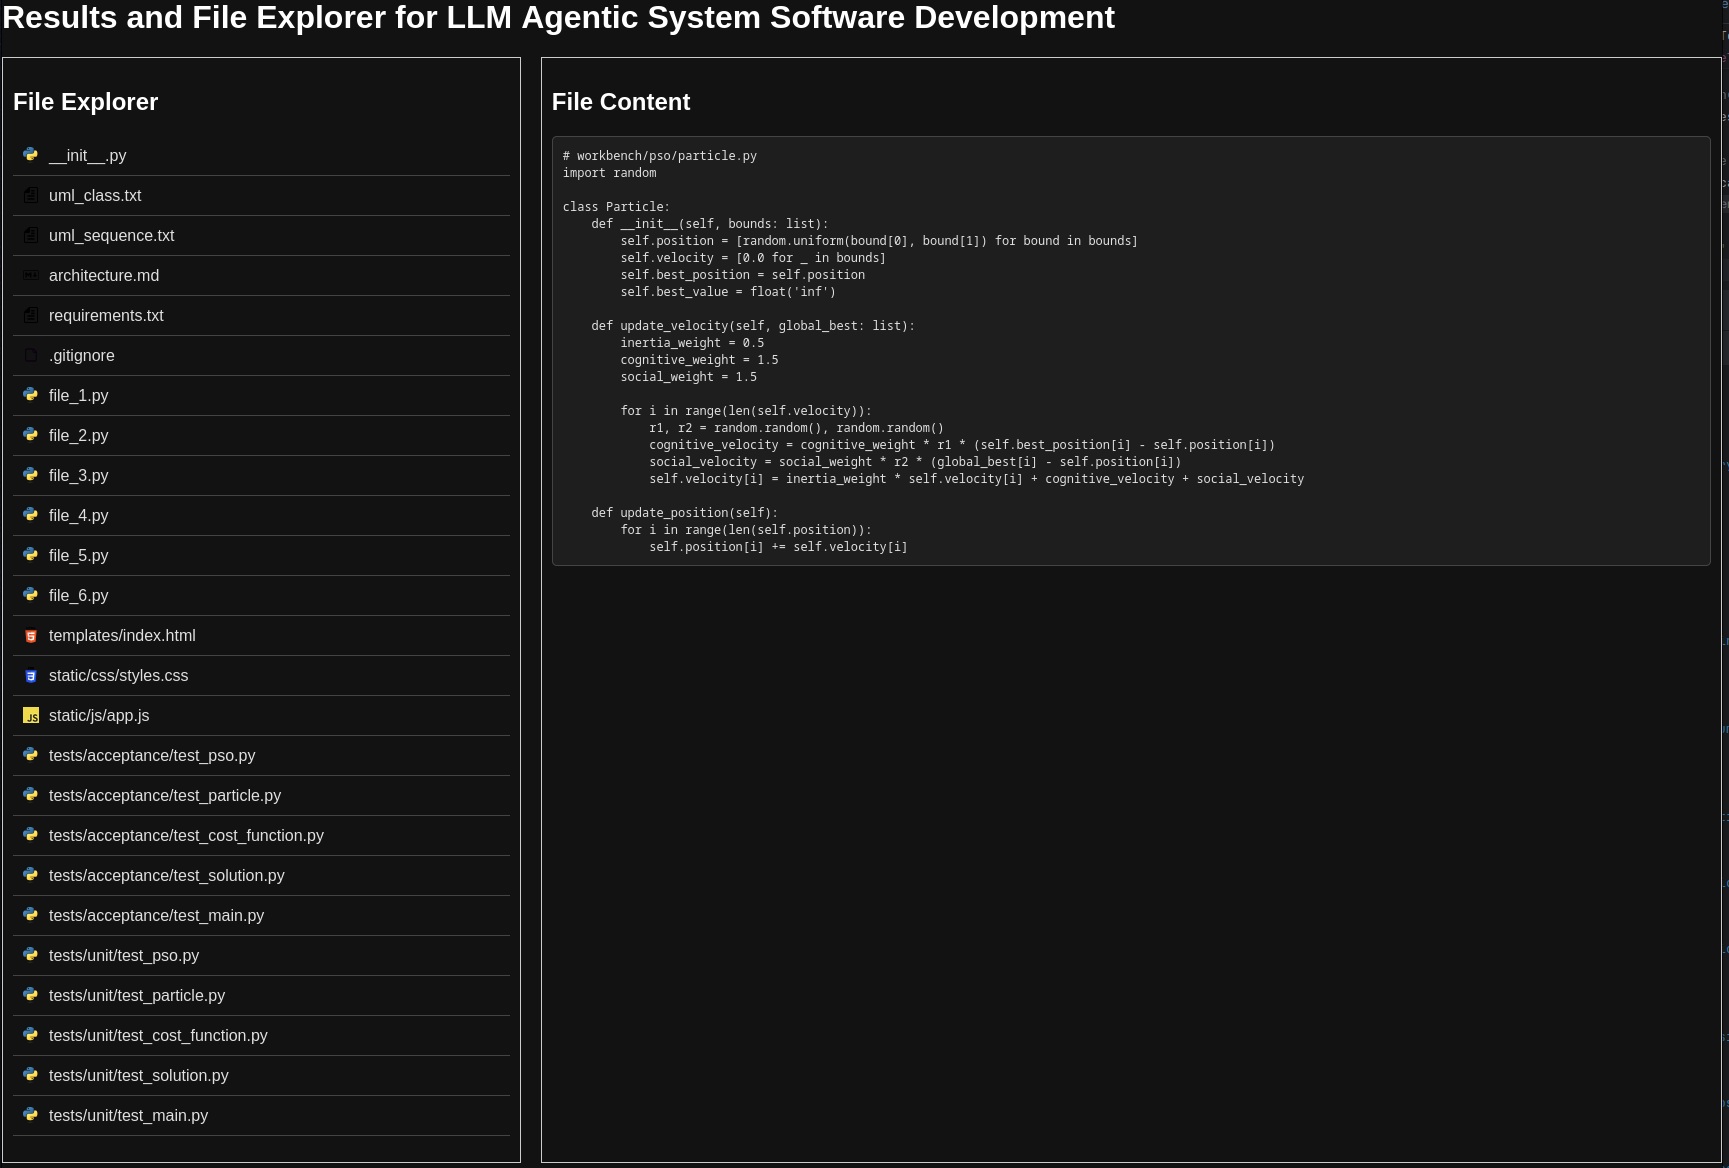 Results and File Explorer for LLM Agentic System Software Development
File Explorer
__init__.py
uml_class.txt
uml_sequence.txt
architecture.md
requirements.txt
.gitignore
file_1.py
file_2.py
file_3.py
file_4.py
file_5.py
file_6.py
templates/index.html
static/css/styles.css
static/js/app.js
tests/acceptance/test_pso.py
tests/acceptance/test_particle.py
tests/acceptance/test_cost_function.py
tests/acceptance/test_solution.py
tests/acceptance/test_main.py
tests/unit/test_pso.py
tests/unit/test_particle.py
tests/unit/test_cost_function.py
tests/unit/test_solution.py
tests/unit/test_main.py
File Content
# workbench/pso/particle.py
import random

class Particle:
    def __init__(self, bounds: list):
        self.position = [random.uniform(bound[0], bound[1]) for bound in bounds]
        self.velocity = [0.0 for _ in bounds]
        self.best_position = self.position
        self.best_value = float('inf')

    def update_velocity(self, global_best: list):
        inertia_weight = 0.5
        cognitive_weight = 1.5
        social_weight = 1.5

        for i in range(len(self.velocity)):
            r1, r2 = random.random(), random.random()
            cognitive_velocity = cognitive_weight * r1 * (self.best_position[i] - self.position[i])
            social_velocity = social_weight * r2 * (global_best[i] - self.position[i])
            self.velocity[i] = inertia_weight * self.velocity[i] + cognitive_velocity + social_velocity

    def update_position(self):
        for i in range(len(self.position)):
            self.position[i] += self.velocity[i]